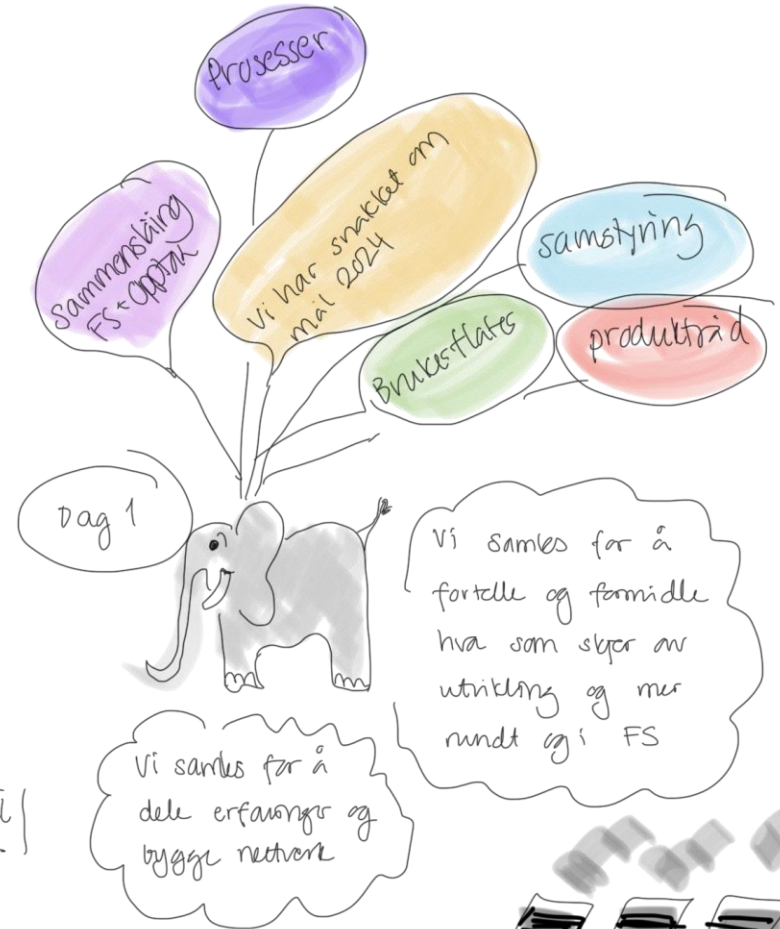 Prosesser
Sammenslåing
FS + Opptak
Vi har snakket om
mål 2024
samstyring
Brukerflater
produktråd
Dag 1
Vi samles for å
fortelle og formidle
hva som skjer av
utvikling og mer
rundt og i FS
Vi samles for å
dele erfaringer og
bygge nettverk